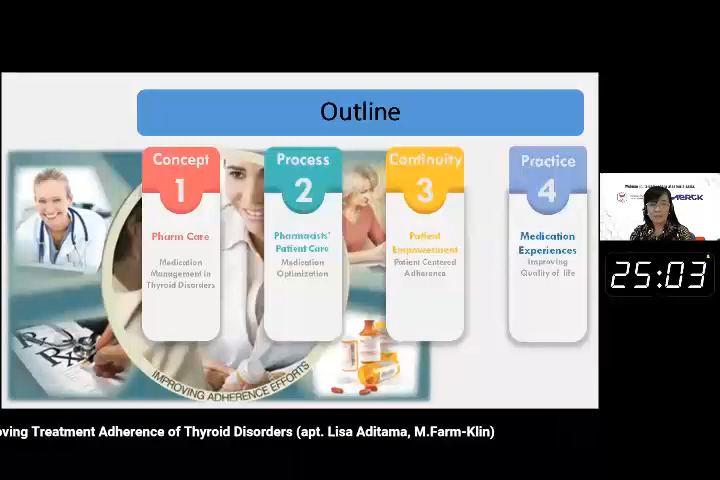 Outline
Concept
1
Pharm Care
Medication
Management in
Thyroid Disorders
Process
2
Pharmacists'
Patient Care
Medication
Optimization
Continuity
3
Patient
Empowerment
Patient Centered
Adherance
Practice
4
Medication
Experiences
Improving
Quality of life
IMPROVING ADHERENCE EFFORTS
MERCK
25:03
oving Treatment Adherence of Thyroid Disorders (apt. Lisa Aditama, M.Farm-Klin)